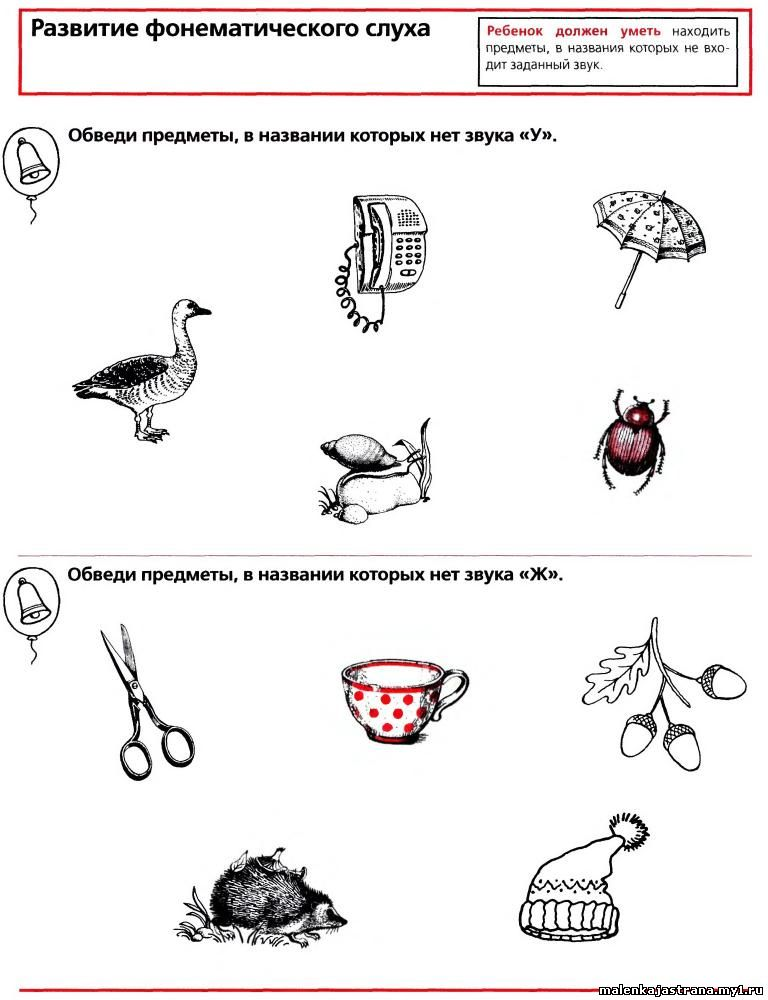 Развитие фонематического слуха
Ребенок должен уметь находить
предметы, в названия которых не вхо-
дит заданный звук.
Обведи предметы, в названии которых нет звука «У».
Обведи предметы, в названии которых нет звука «Ж».
malenkajastrana.my1.ru